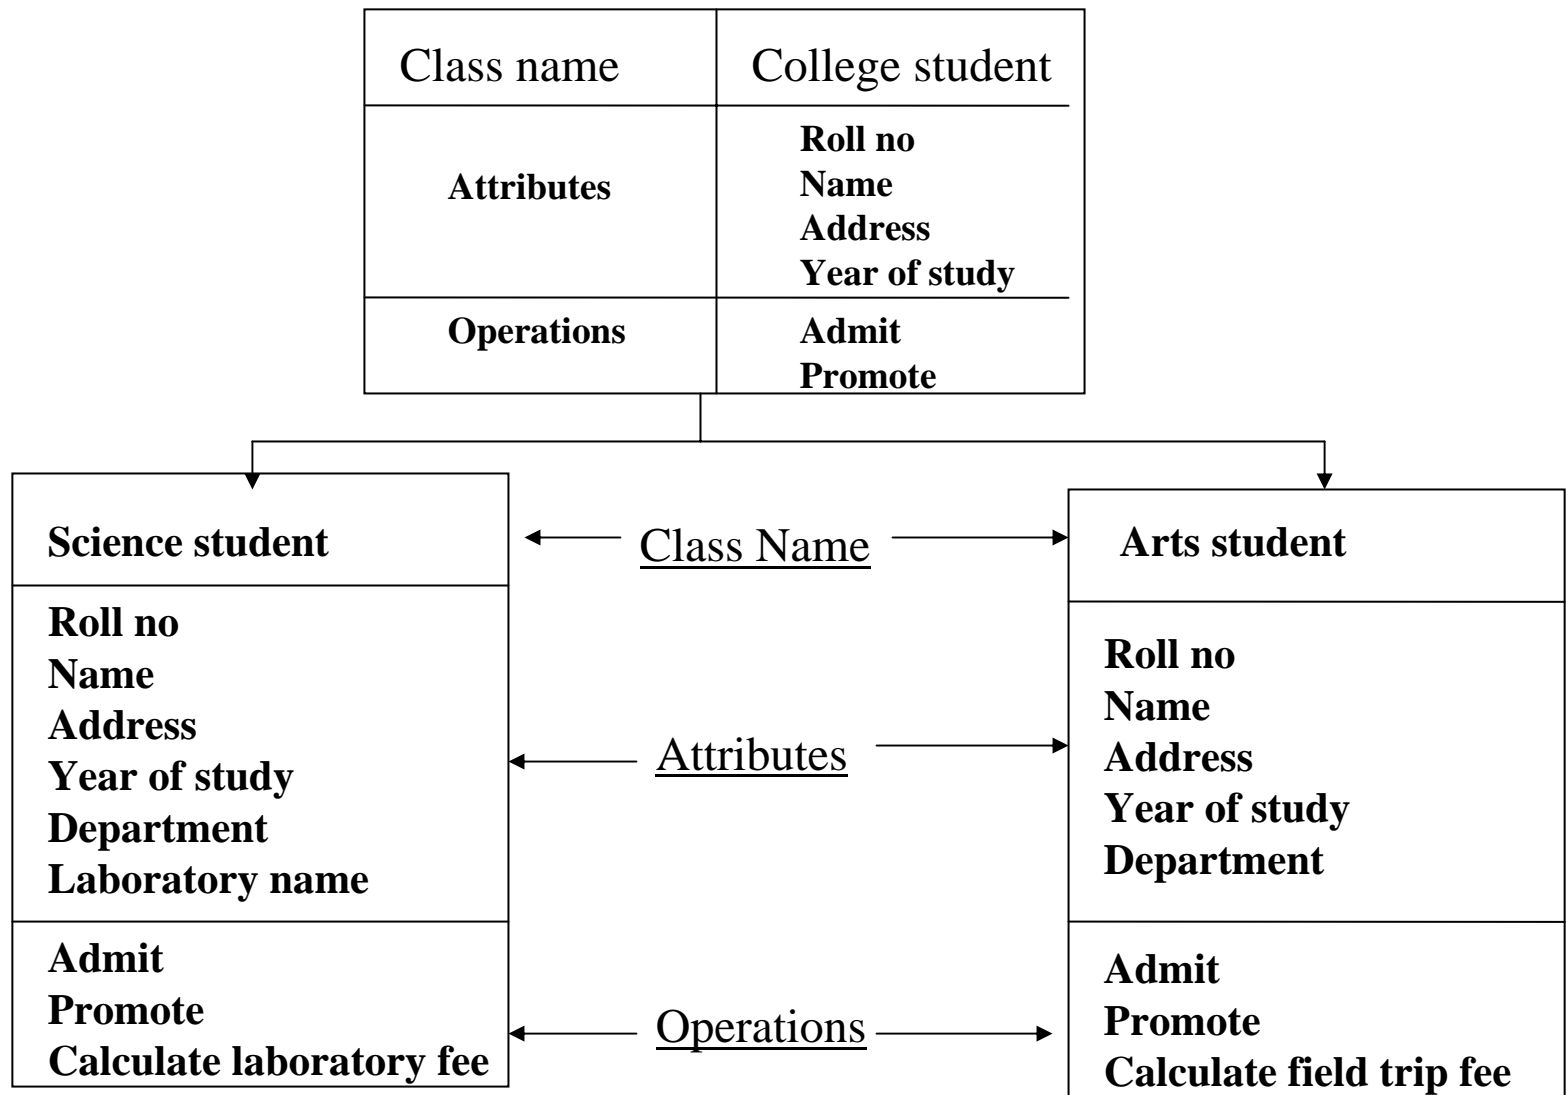 Class name
College student
Attributes
Roll no
Name
Address
Year of study
Operations
Admit
Promote
Science student
Class Name
Arts student
Roll no
Name
Address
Year of study
Department
Laboratory name
Attributes
Roll no
Name
Address
Year of study
Department
Admit
Promote
Calculate laboratory fee
Operations
Admit
Promote
Calculate field trip fee